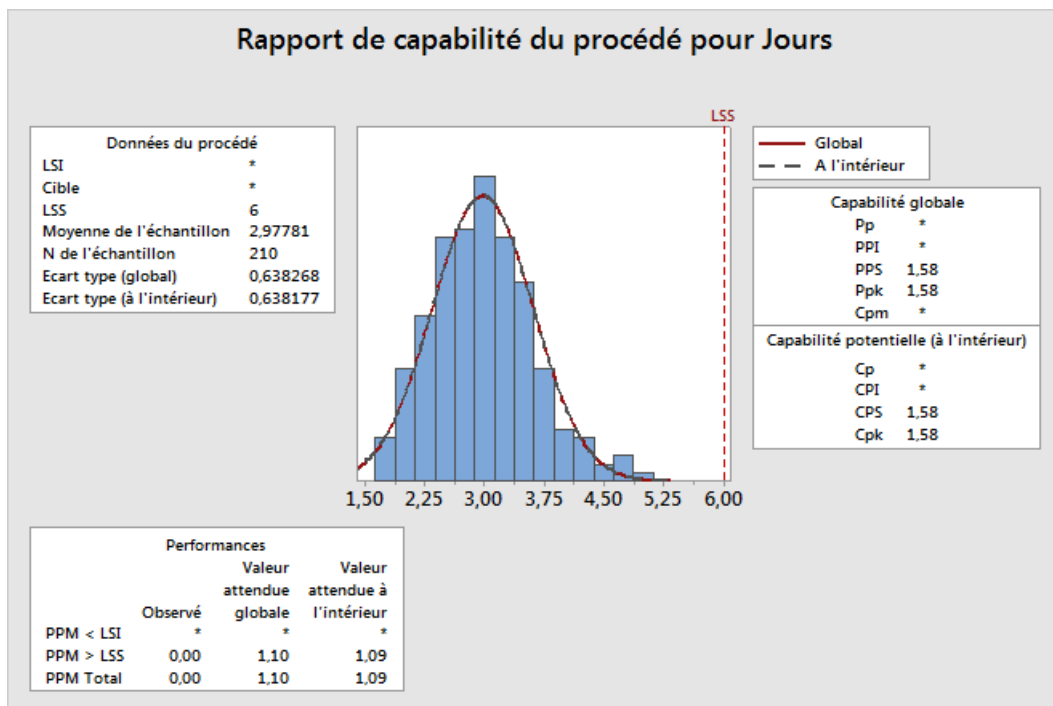 Rapport de capabilité du procédé pour Jours
Données du procédé
LSI *
Cible *
LSS 6
Moyenne de l'échantillon 2,97781
N de l'échantillon 210
Ecart type (global) 0,638268
Ecart type (à l'intérieur) 0,638177
LSS
1,50 2,25 3,00 3,75 4,50 5,25 6,00
Global
A l'intérieur
Capabilité globale
Pp *
PPI *
PPS 1,58
Ppk 1,58
Cpm *
Capabilité potentielle (à l'intérieur)
Cp *
CPI *
CPS 1,58
Cpk 1,58
Performances
Valeur Valeur
attendue attendue à
Observé globale l'intérieur
PPM < LSI * * *
PPM > LSS 0,00 1,10 1,09
PPM Total 0,00 1,10 1,09